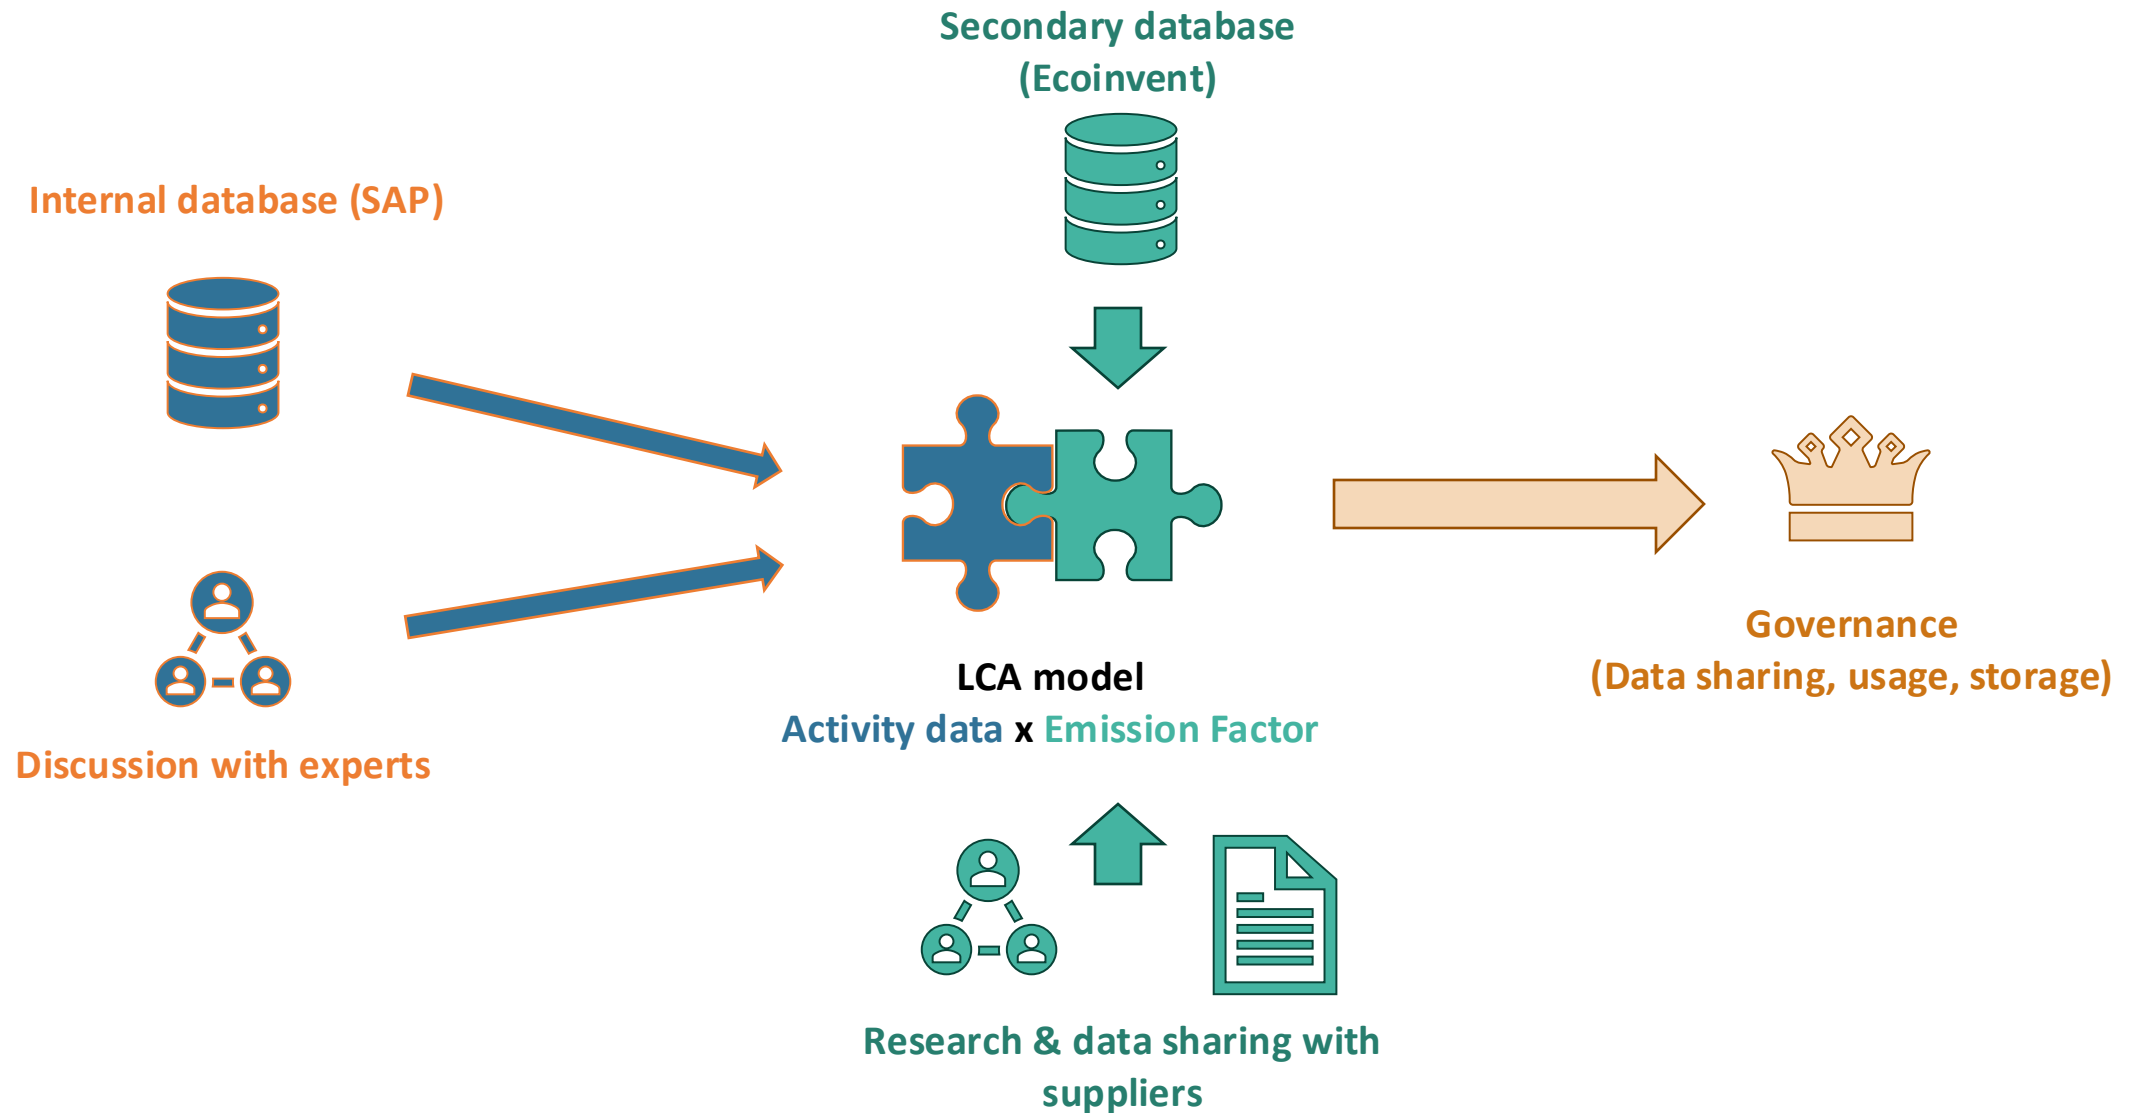 Secondary database
(Ecoinvent)
Internal database (SAP)
Discussion with experts
LCA model
Activity data x Emission Factor
Governance
(Data sharing, usage, storage)
Research & data sharing with
suppliers